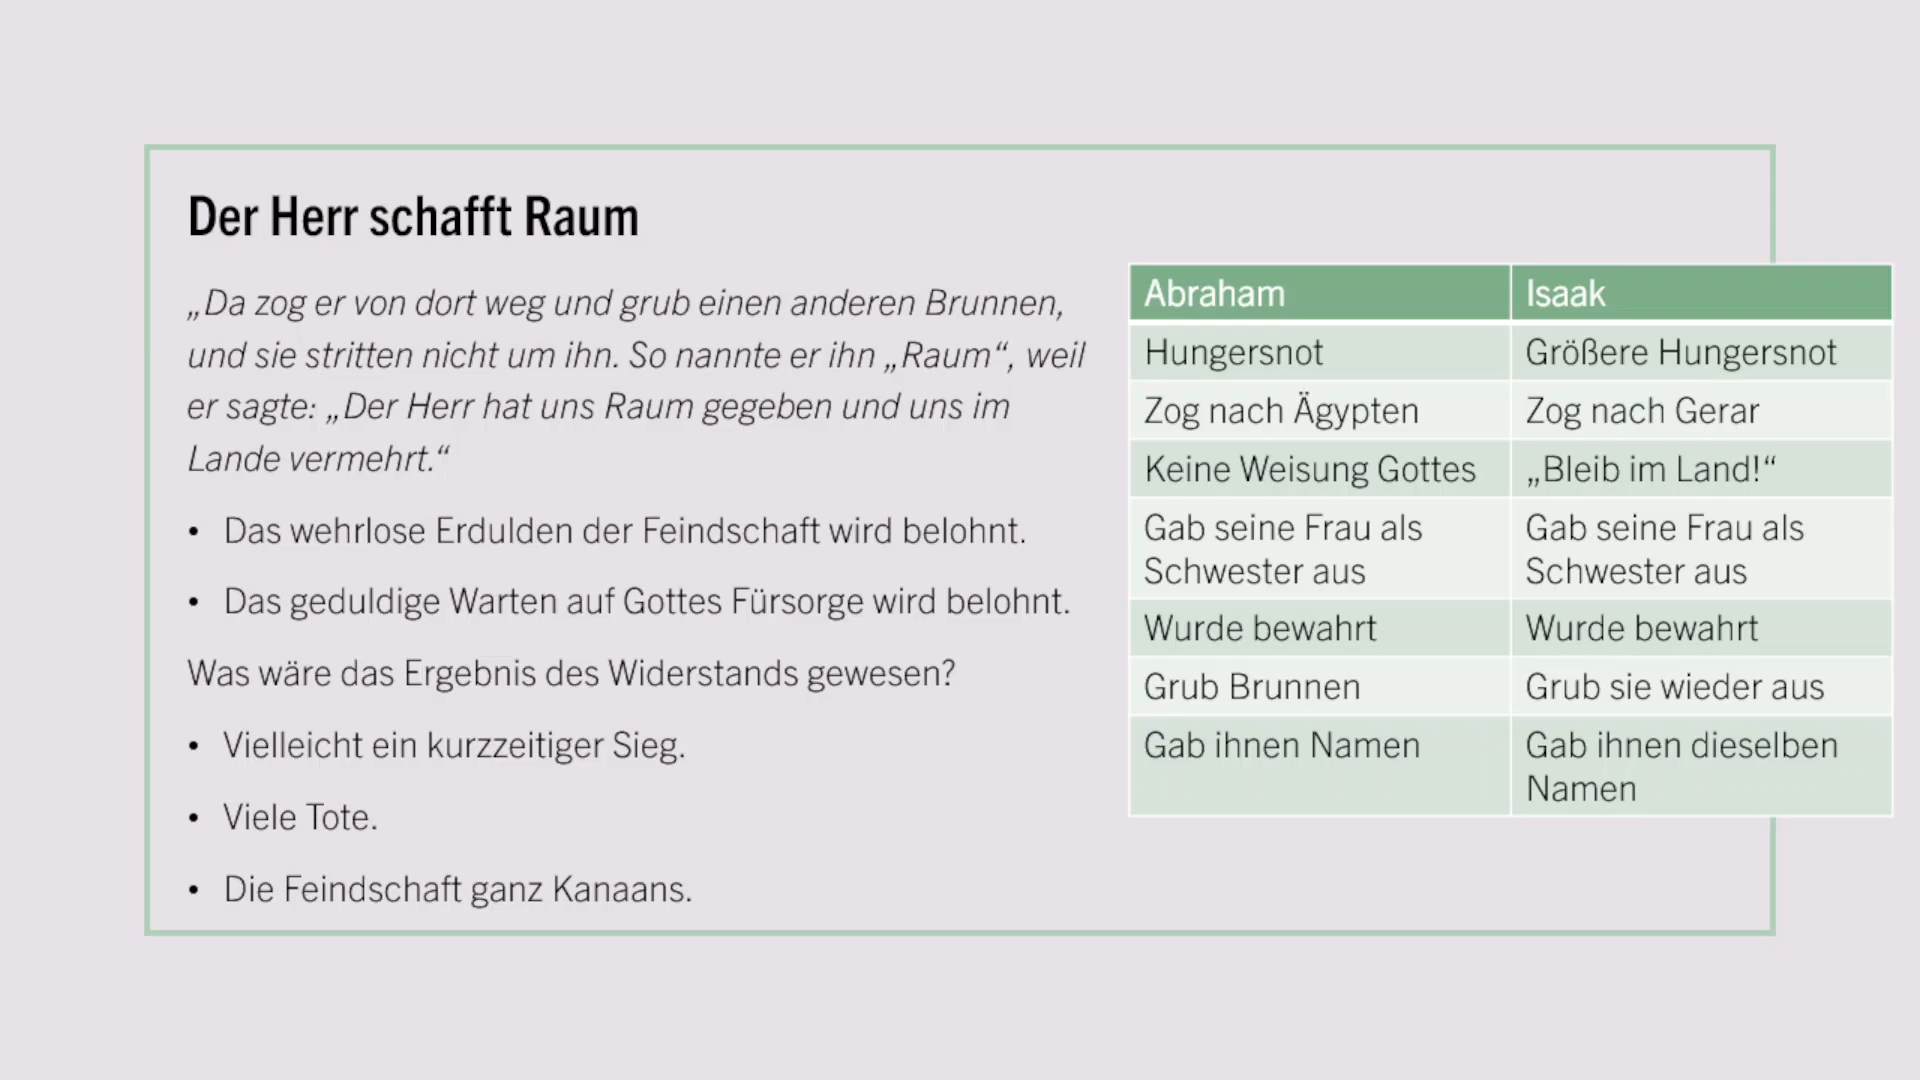 Der Herr schafft Raum
„Da zog er von dort weg und grub einen anderen Brunnen,
und sie stritten nicht um ihn. So nannte er ihn „Raum“, weil
er sagte: „Der Herr hat uns Raum gegeben und uns im
Lande vermehrt.“
• Das wehrlose Erdulden der Feindschaft wird belohnt.
• Das geduldige Warten auf Gottes Fürsorge wird belohnt.
Was wäre das Ergebnis des Widerstands gewesen?
• Vielleicht ein kurzzeitiger Sieg.
• Viele Tote.
• Die Feindschaft ganz Kanaans.
Abraham Isaak
Hungersnot Größere Hungersnot
Zog nach Ägypten Zog nach Gerar
Keine Weisung Gottes „Bleib im Land!“
Gab seine Frau als Gab seine Frau als
Schwester aus Schwester aus
Wurde bewahrt Wurde bewahrt
Grub Brunnen Grub sie wieder aus
Gab ihnen Namen Gab ihnen dieselben
Namen